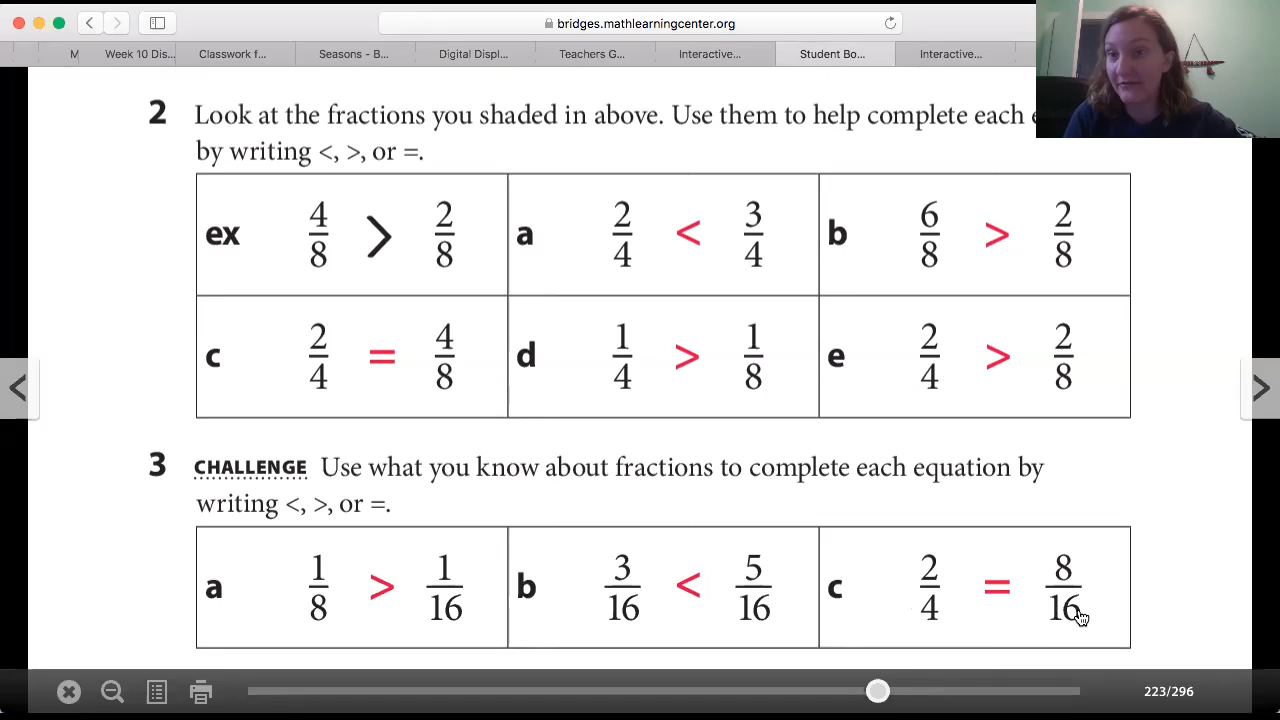 bridges.mathlearningcenter.org
M Week 10 Dis... Classwork f... Seasons - B... Digital Displ... Teachers G... Interactive... Student Bo... Interactive...
2 Look at the fractions you shaded in above. Use them to help complete each
by writing <, >, or =.
ex 4/8 > 2/8 a 2/4 < 3/4 b 6/8 > 2/8
c 2/4 = 4/8 d 1/4 > 1/8 e 2/4 > 2/8
3 CHALLENGE Use what you know about fractions to complete each equation by
writing <, >, or =.
a 1/8 > 1/16 b 3/16 < 5/16 c 2/4 = 8/16
223/296